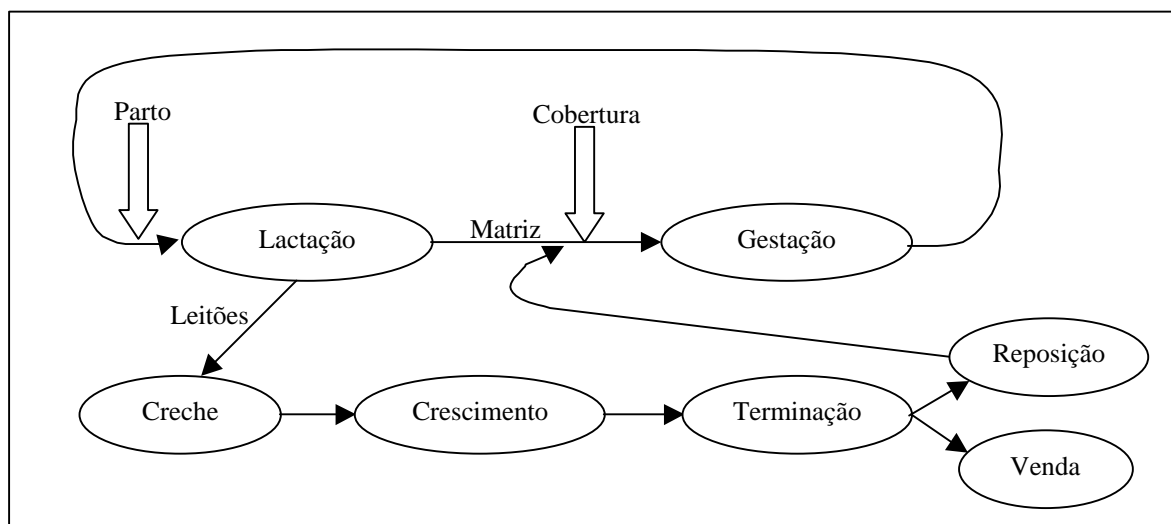 Parto
Cobertura
Lactação
Matriz
Gestação
Leitões
Reposição
Creche
Crescimento
Terminação
Venda